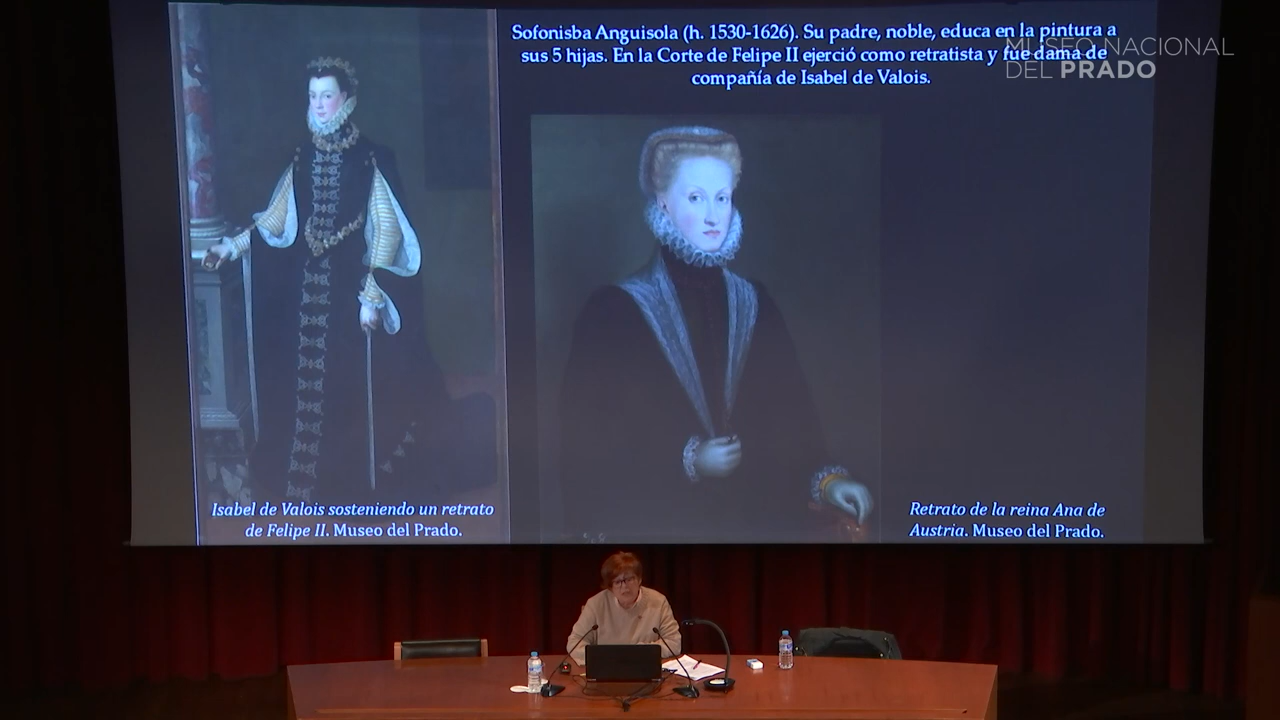 Sofonisba Anguisola (h. 1530-1626). Su padre, noble, educa en la pintura a
sus 5 hijas. En la Corte de Felipe II ejerció como retratista y fue dama de
compañía de Isabel de Valois.
MUSEO NACIONAL
DEL PRADO
Isabel de Valois sosteniendo un retrato
de Felipe II. Museo del Prado.
Retrato de la reina Ana de
Austria. Museo del Prado.